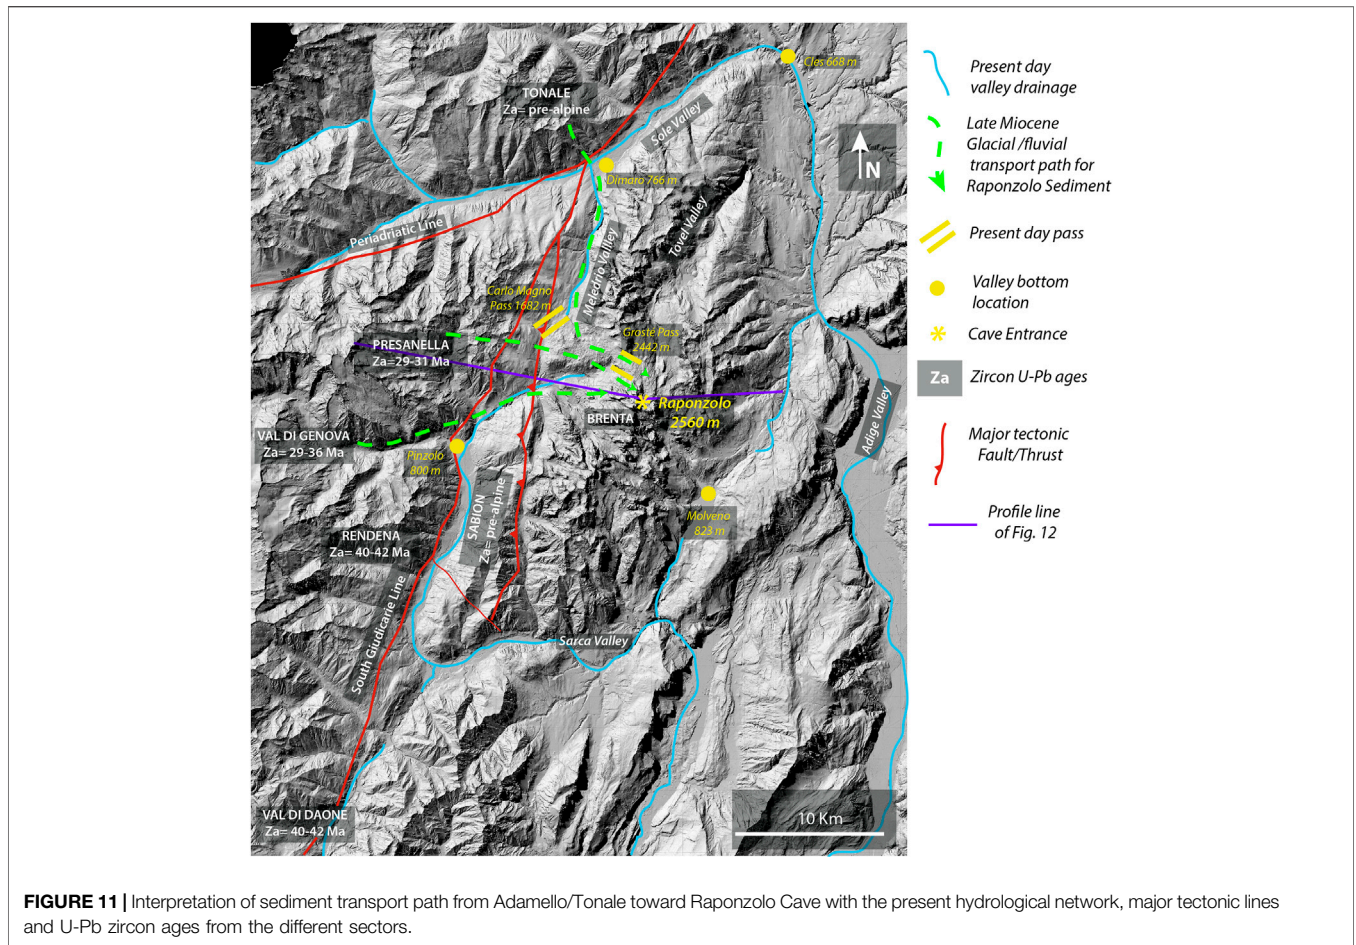 TONALE
Za= pre-alpine
Cles 668 m
Sole Valley
N
Dimaro 766 m
Tovel Valley
Periadriatic Line
Meledrio Valley
Carlo Magno
Pass 1682 m
Grostè Pass
2442 m
PRESANELLA
Za=29-31 Ma
Raponzolo
2560 m
BRENTA
Adige Valley
VAL DI GENOVA
Za= 29-36 Ma
Pinzolo
800 m
SABION
Za= pre-alpine
Molveno
823 m
RENDENA
Za= 40-42 Ma
South Giudicarie Line
Sarca Valley
VAL DI DAONE
Za= 40-42 Ma
10 Km
Present day
valley drainage
Late Miocene
Glacial /fluvial
transport path for
Raponzolo Sediment
Present day pass
Valley bottom
location
Cave Entrance
Za
Zircon U-Pb ages
Major tectonic
Fault/Thrust
Profile line
of Fig. 12
FIGURE 11 | Interpretation of sediment transport path from Adamello/Tonale toward Raponzolo Cave with the present hydrological network, major tectonic lines
and U-Pb zircon ages from the different sectors.